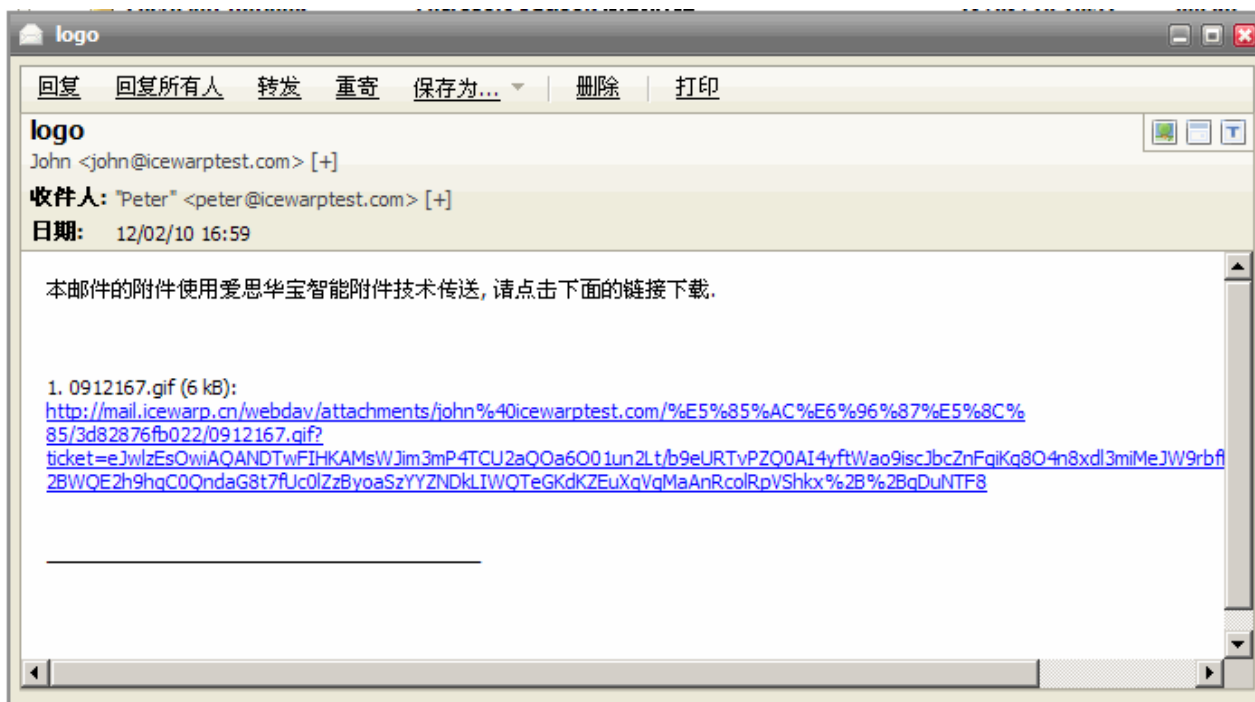 logo
回复 回复所有人 转发 重寄 保存为... 删除 打印
logo
John <john@icewarptest.com> [+]
收件人: "Peter" <peter@icewarptest.com> [+]
日期: 12/02/10 16:59
本邮件的附件使用爱思华宝智能附件技术传送, 请点击下面的链接下载.
1. 0912167.gif (6 kB):
http://mail.icewarp.cn/webdav/attachments/john%40icewarptest.com/%E5%85%AC%E6%96%87%E5%8C%
85/3d82876fb022/0912167.gif?
ticket=eJwlzEsOwiAQANDTwFIHKAMsWJim3mP4TCU2aQOa6O01un2Lt/b9eURTvPZQ0AI4yftWao9iscJbcZnFqiKq8O4n8xdl3miMeJW9rbf
2BWQE2h9hqC0QndaG8t7fUc0lZzByoaSzYYZNDkLIWQTeGKdKZEuXqVqMaAnRcolRpVShkx%2B%2BqDuNTF8